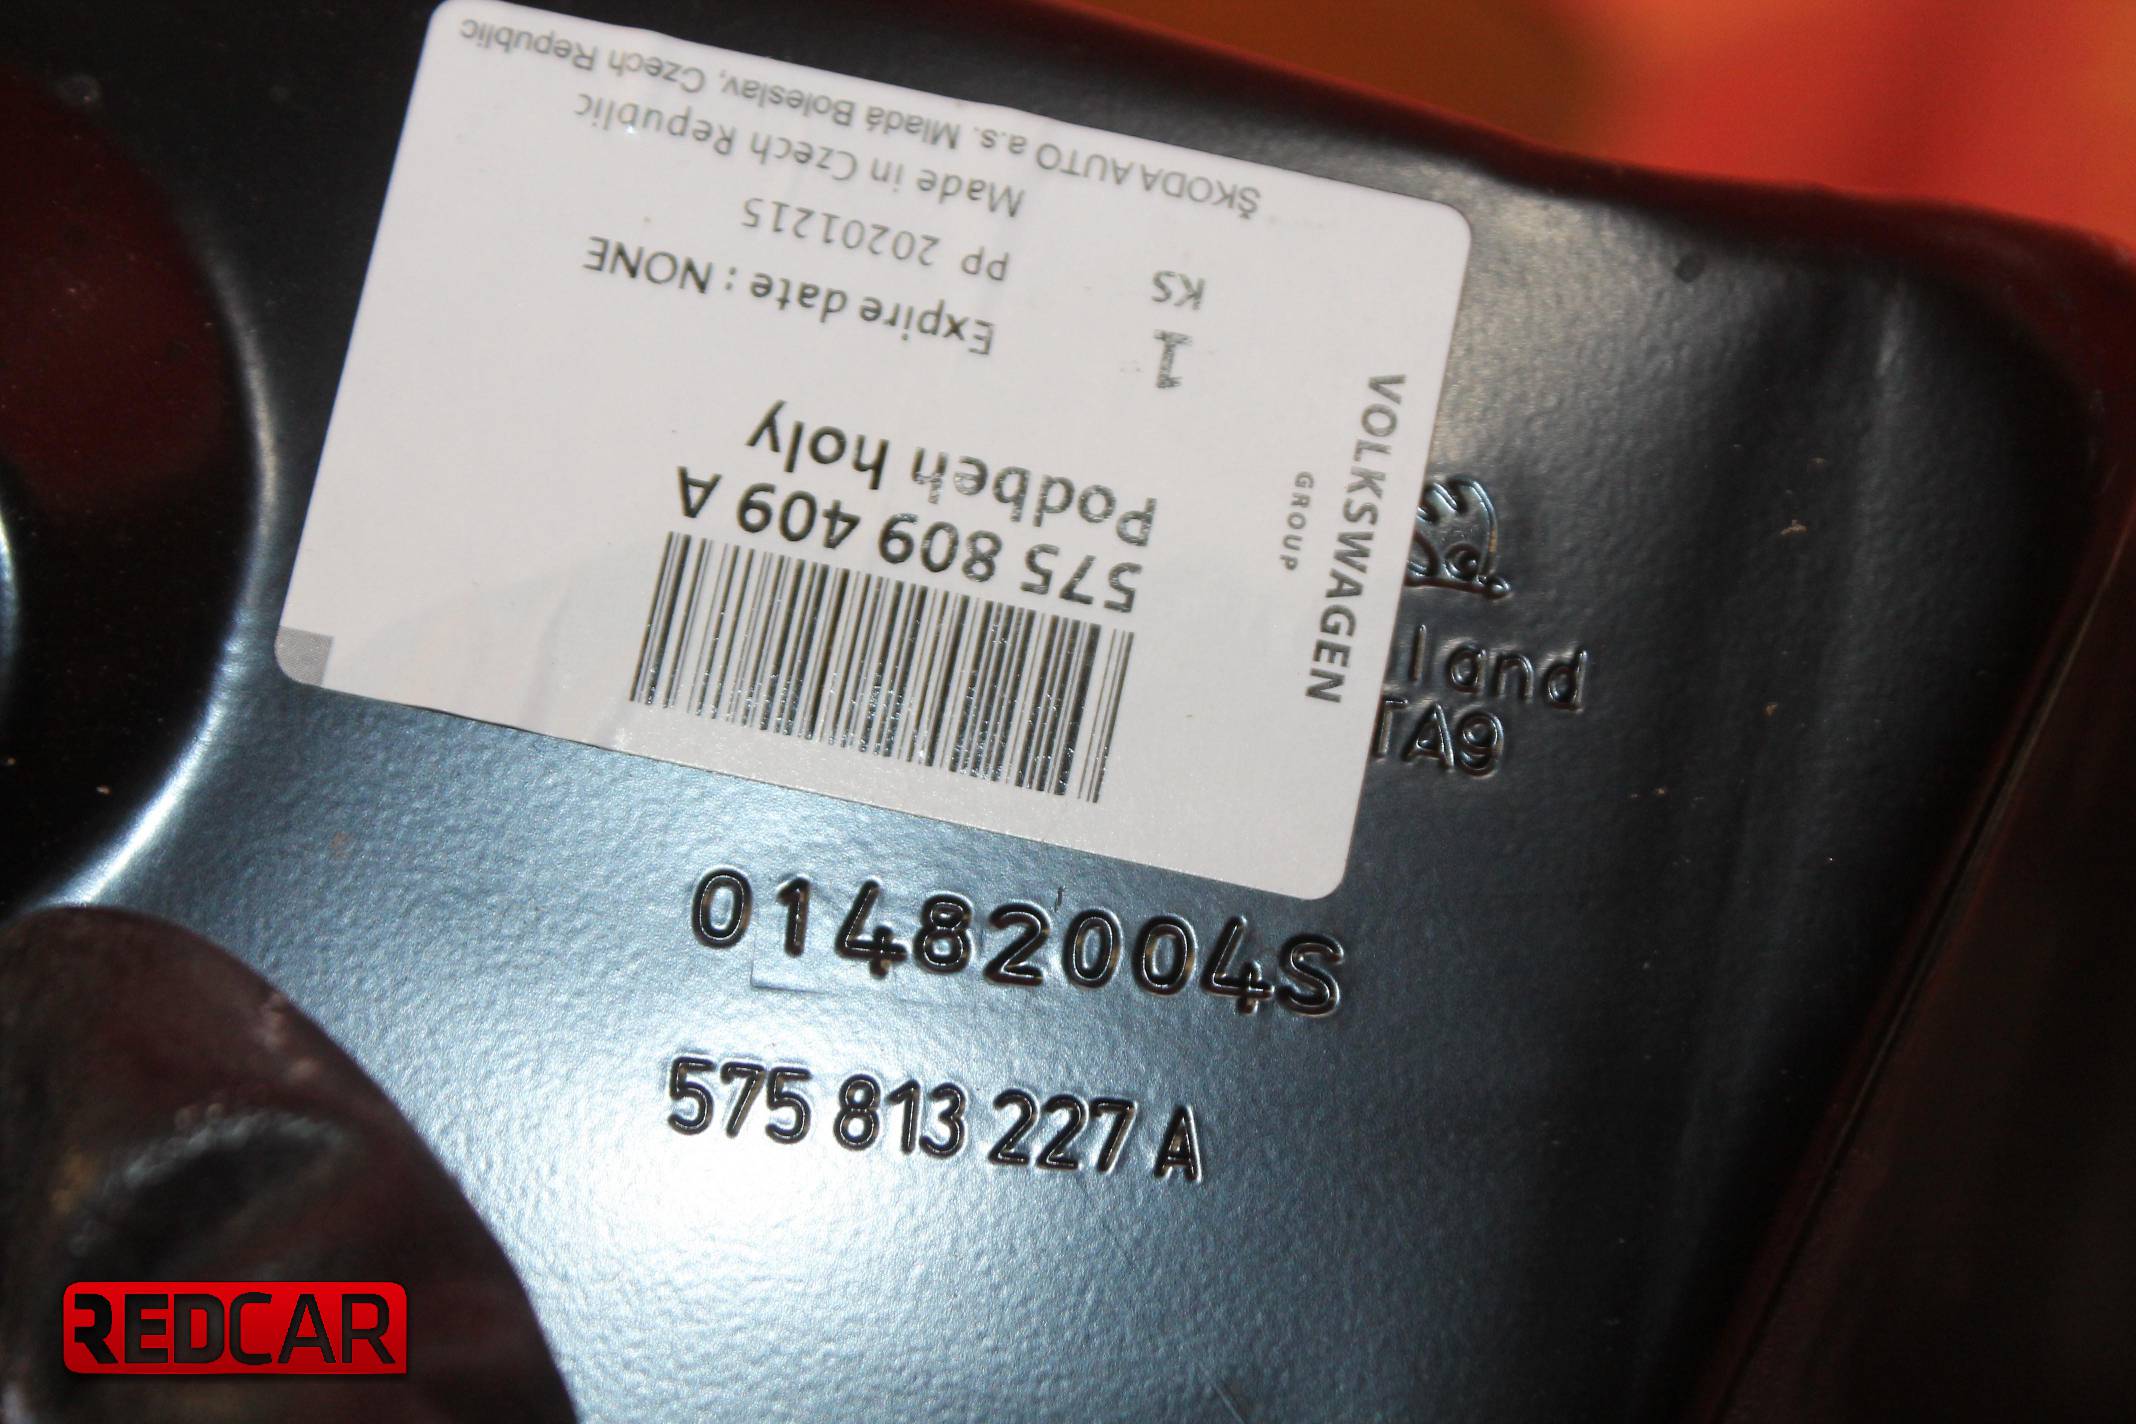 575 809 409 A
Podběň holy
1
KS
Expire date : NONE
PP 20201215
Made in Czech Republic
ŠKODA AUTO a.s. Mladá Boleslav, Czech Republic
VOLKSWAGEN
GROUP
land
TA9
01482004S
575 813 227 A
REDCAR